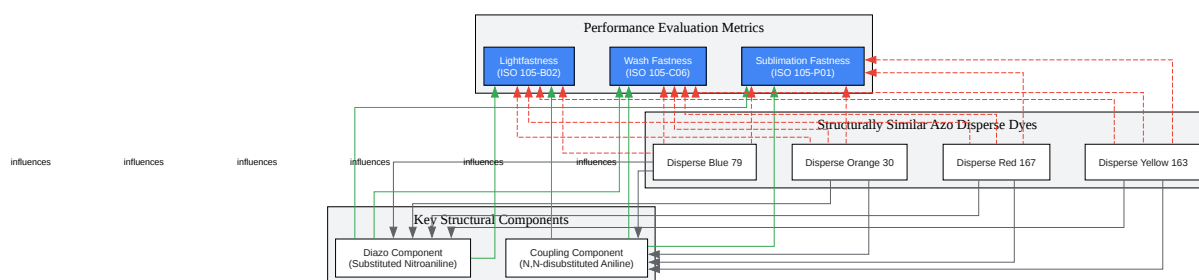 Performance Evaluation Metrics
Lightfastness
(ISO 105-B02)
Wash Fastness
(ISO 105-C06)
Sublimation Fastness
(ISO 105-P01)
Structurally Similar Azo Disperse Dyes
influences
influences
influences
influences
influences
influences
Disperse Blue 79
Disperse Orange 30
Disperse Red 167
Disperse Yellow 163
Key Structural Components
Diazo Component
(Substituted Nitroaniline)
Coupling Component
(N,N-disubstituted Aniline)